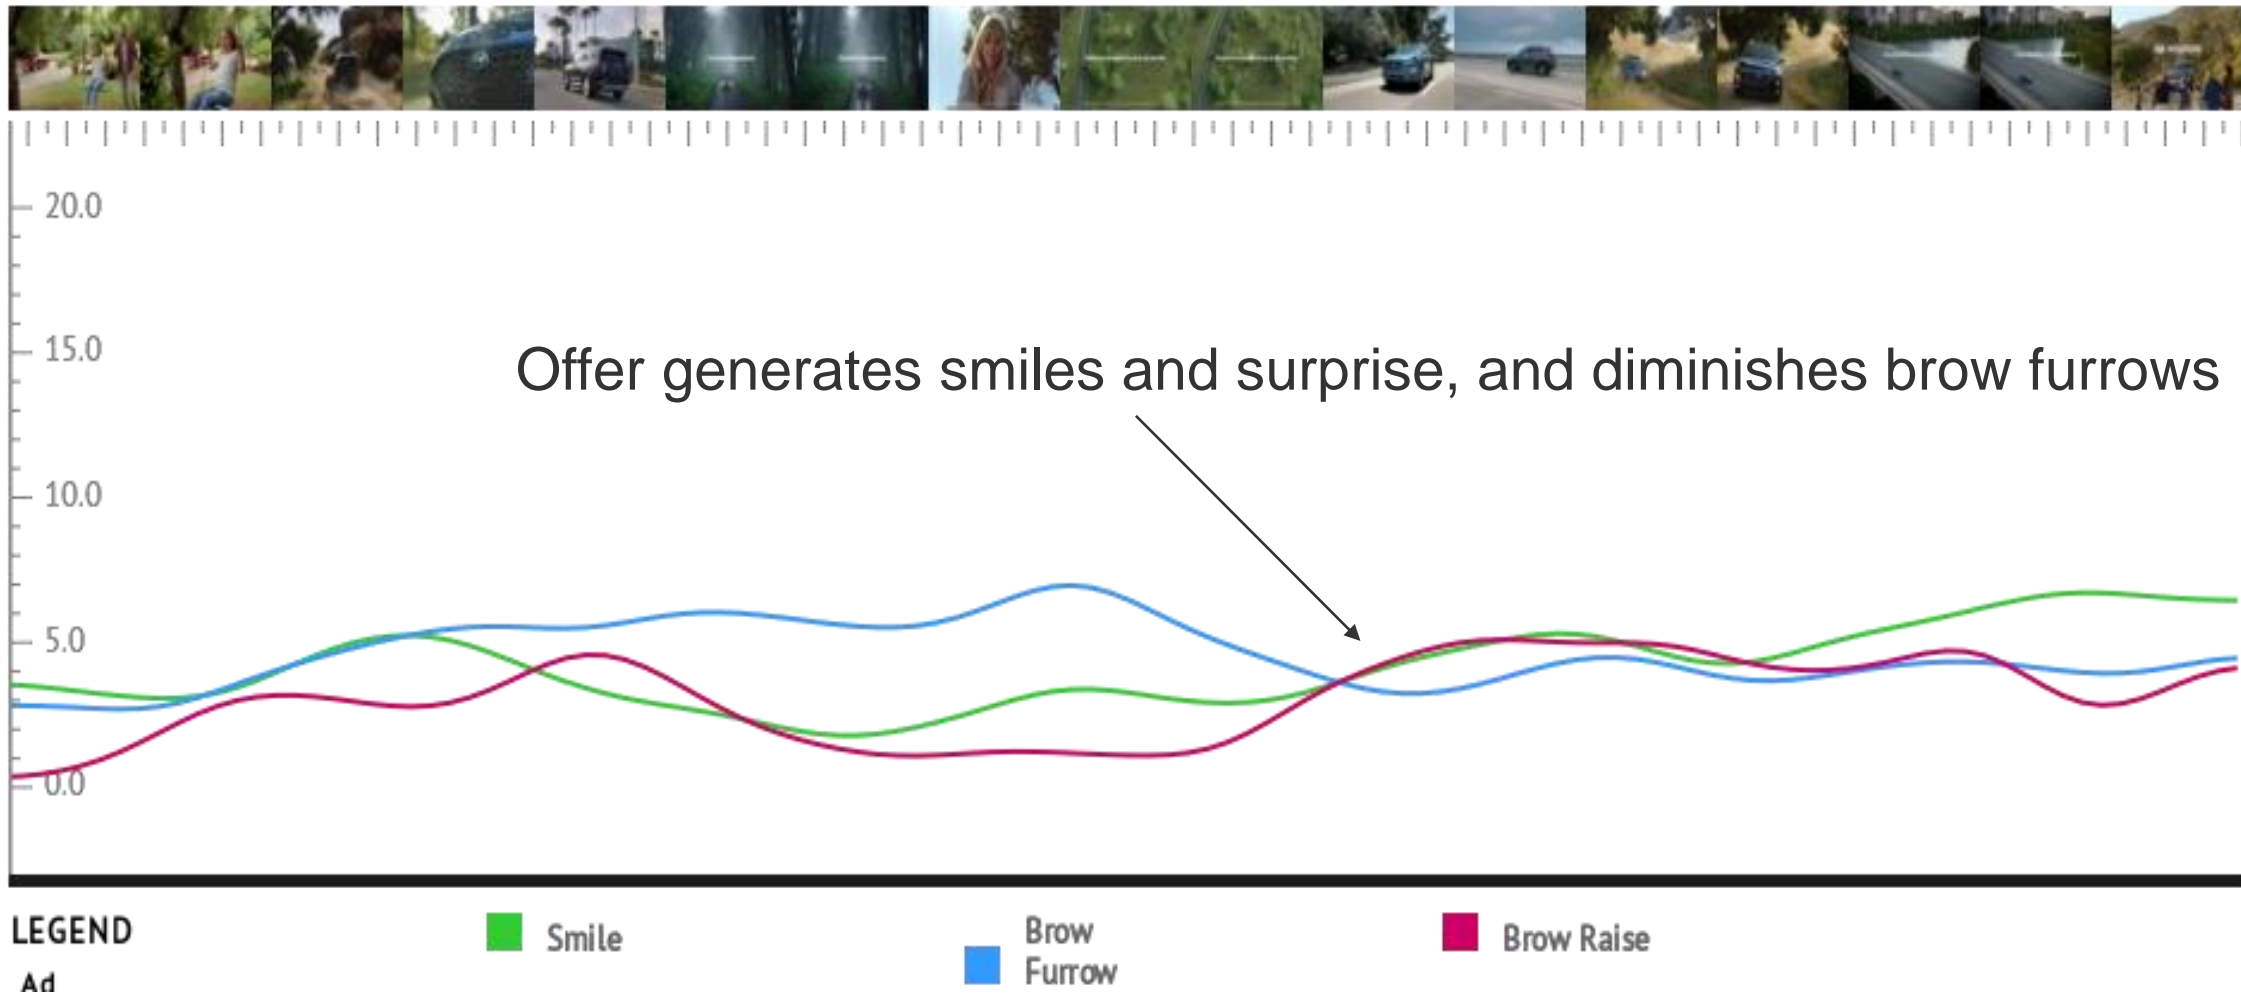 20.0
15.0
Offer generates smiles and surprise, and diminishes brow furrows
10.0
5.0
0.0
LEGEND
Smile
Brow
Furrow
Brow Raise
Ad